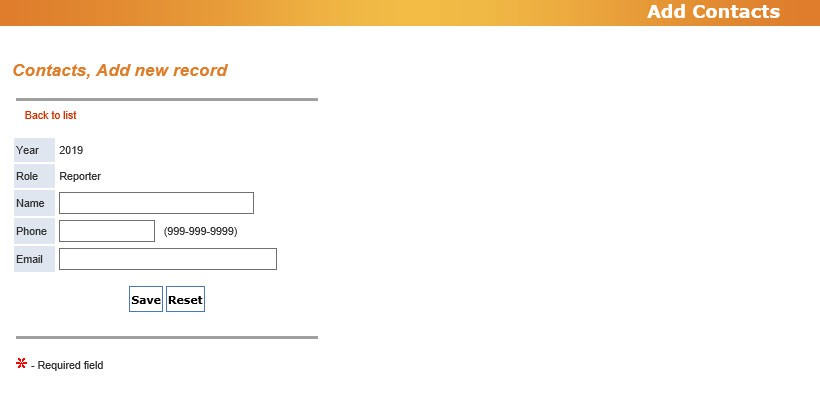 Add Contacts
Contacts, Add new record
Back to list
Year 2019
Role Reporter
Name
Phone (999-999-9999)
Email
Save Reset
* - Required field